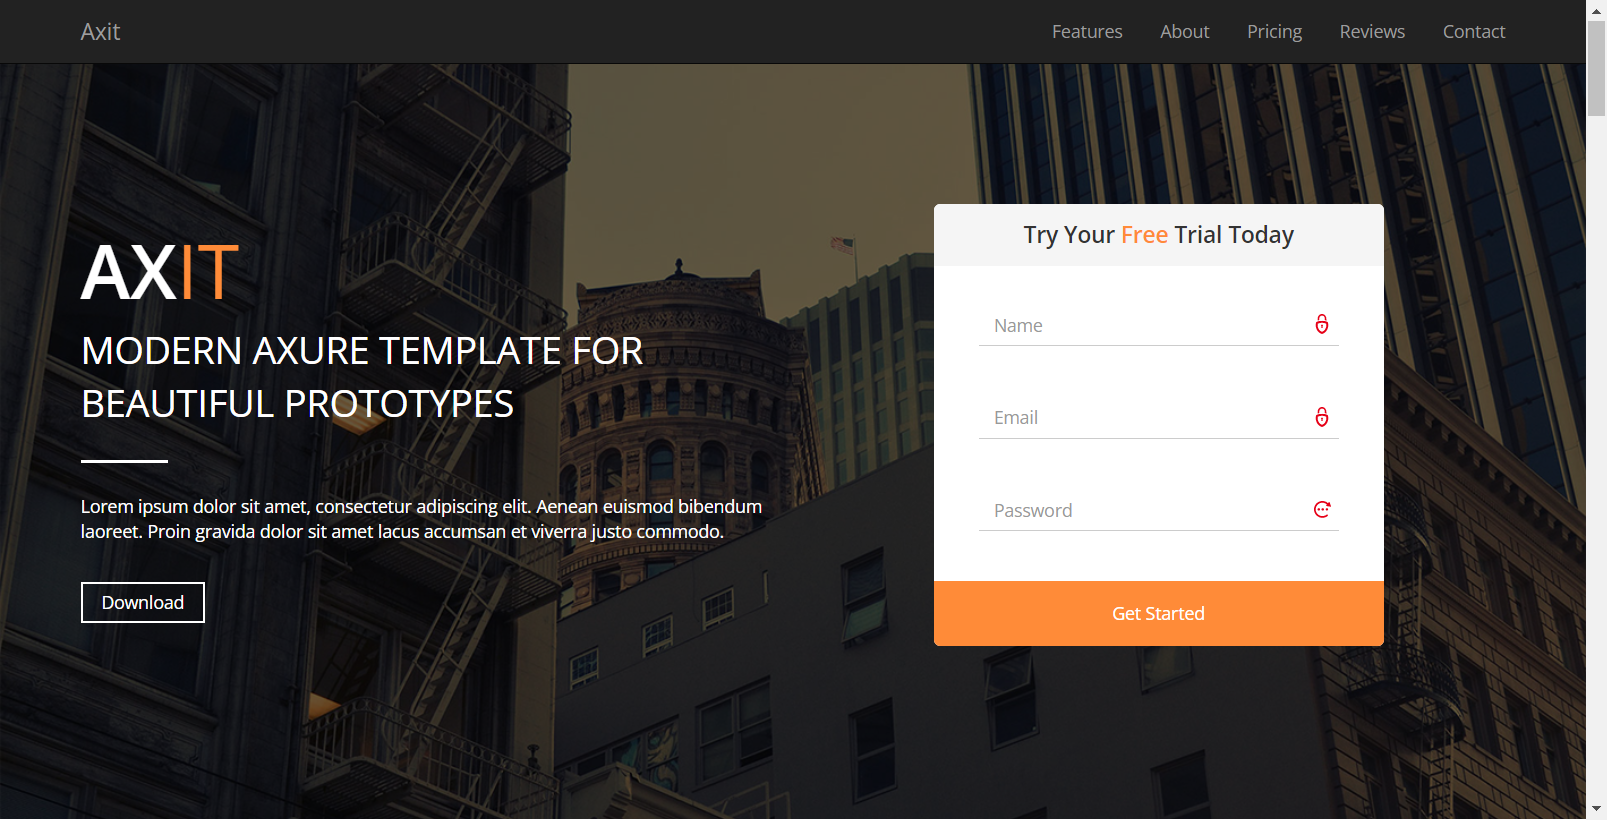 Axit
Features
About
Pricing
Reviews
Contact
AXIT
MODERN AXURE TEMPLATE FOR
BEAUTIFUL PROTOTYPES
Lorem ipsum dolor sit amet, consectetur adipiscing elit. Aenean euismod bibendum
laoreet. Proin gravida dolor sit amet lacus accumsan et viverra justo commodo.
Download
Try Your Free Trial Today
Name
Email
Password
Get Started